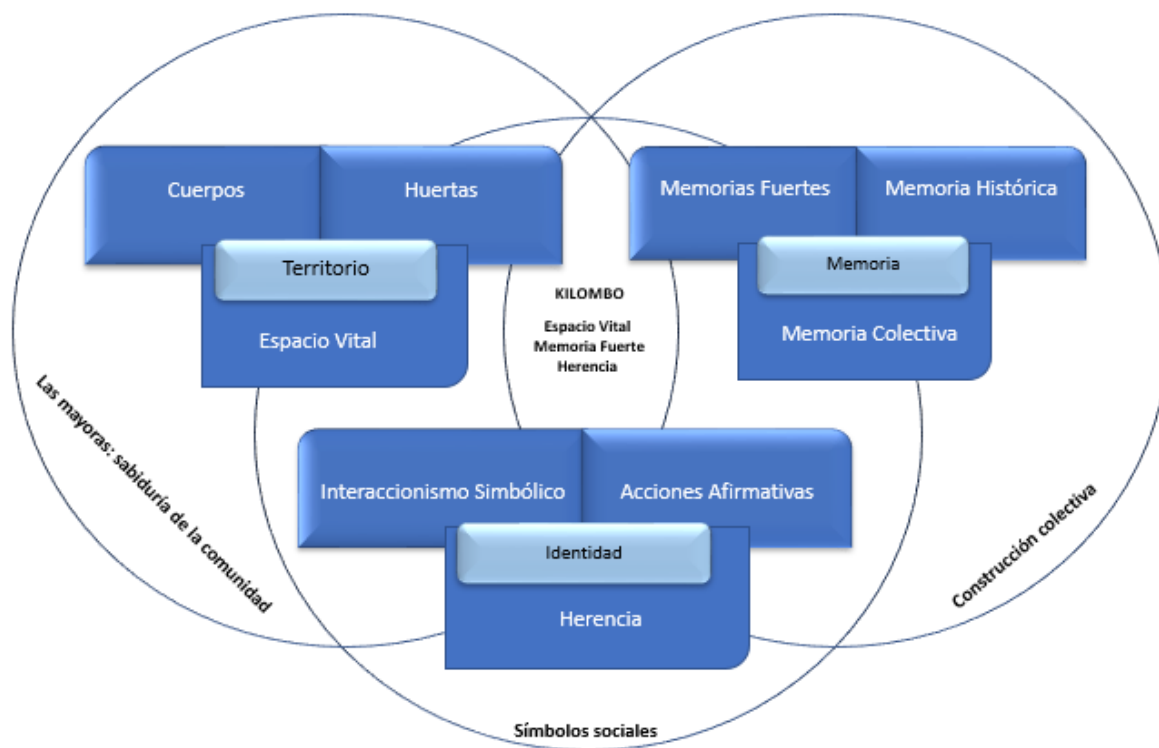 Cuerpos
Huertas
Territorio
Espacio Vital
Memorias Fuertes
Memoria Histórica
Memoria
Memoria Colectiva
KILOMBO
Espacio Vital
Memoria Fuerte
Herencia
Interaccionismo Simbólico
Acciones Afirmativas
Identidad
Herencia
Las mayoras: sabiduría de la comunidad
Construcción colectiva
Símbolos sociales